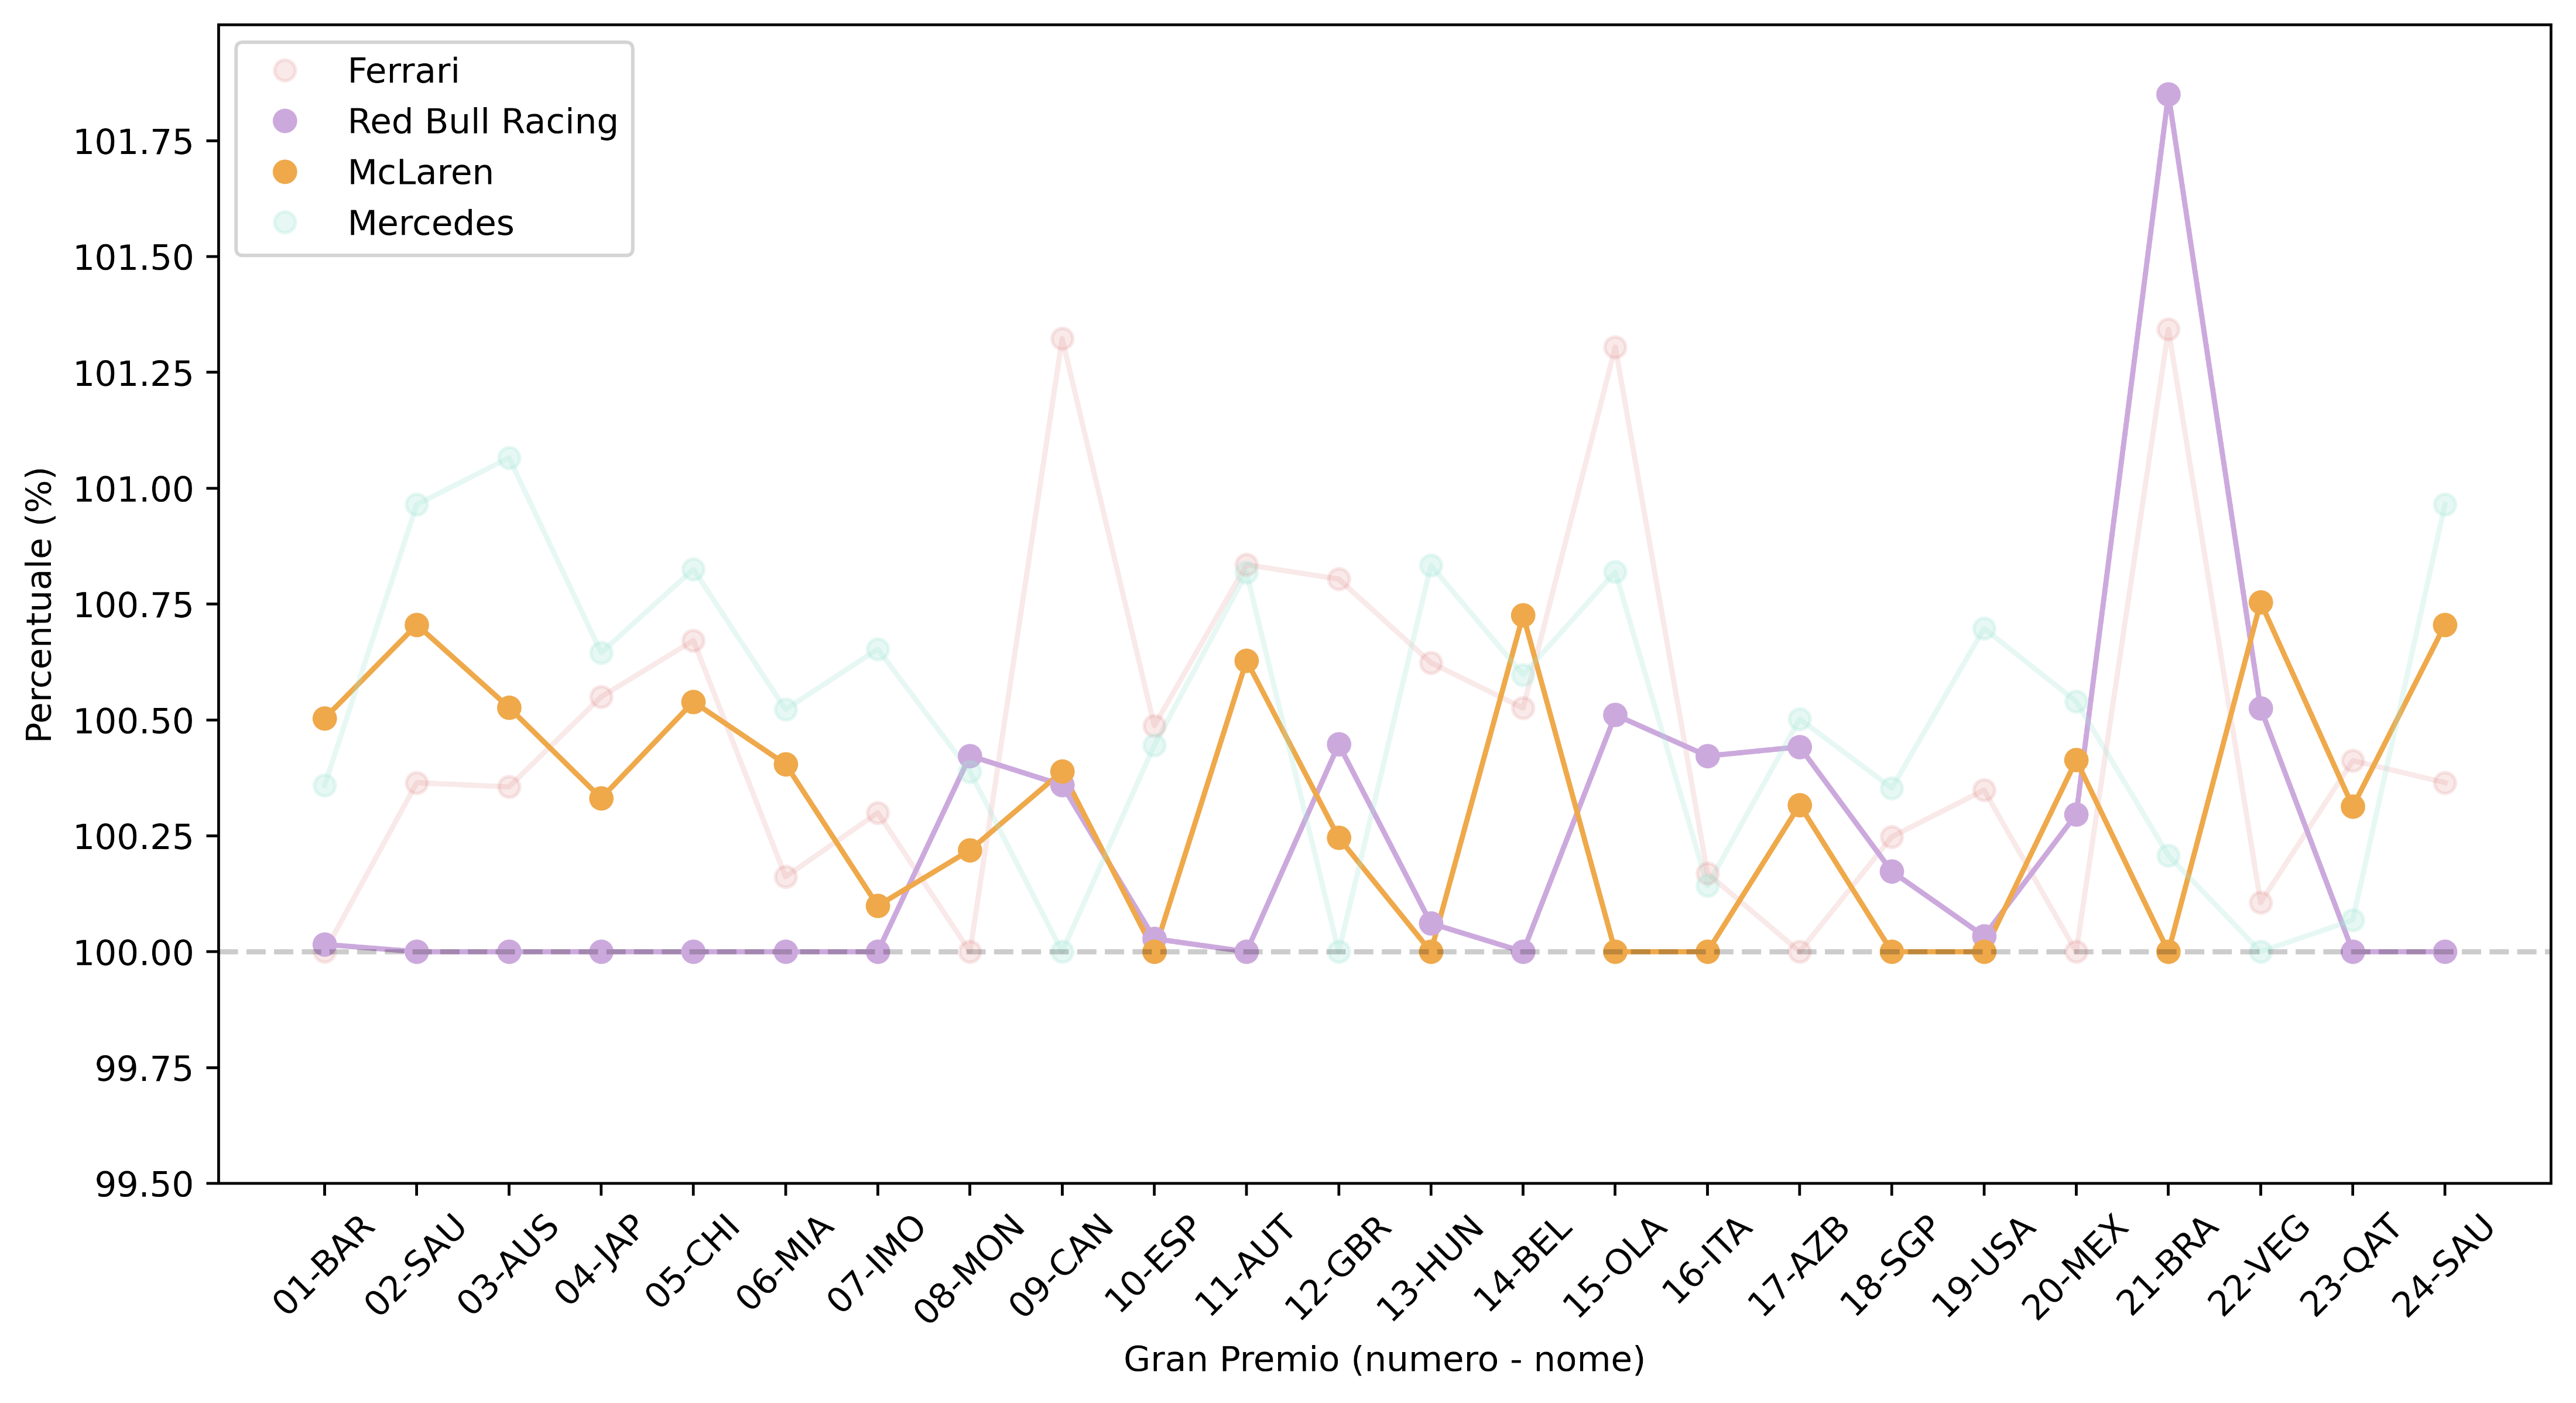 Ferrari
Red Bull Racing
McLaren
Mercedes
Percentuale (%)
101.75
101.50
101.25
101.00
100.75
100.50
100.25
100.00
99.75
99.50
01-BAR
02-SAU
03-AUS
04-JAP
05-CHI
06-MIA
07-IMO
08-MON
09-CAN
10-ESP
11-AUT
12-GBR
13-HUN
14-BEL
15-OLA
16-ITA
17-AZB
18-SGP
19-USA
20-MEX
21-BRA
22-VEG
23-QAT
24-SAU
Gran Premio (numero - nome)